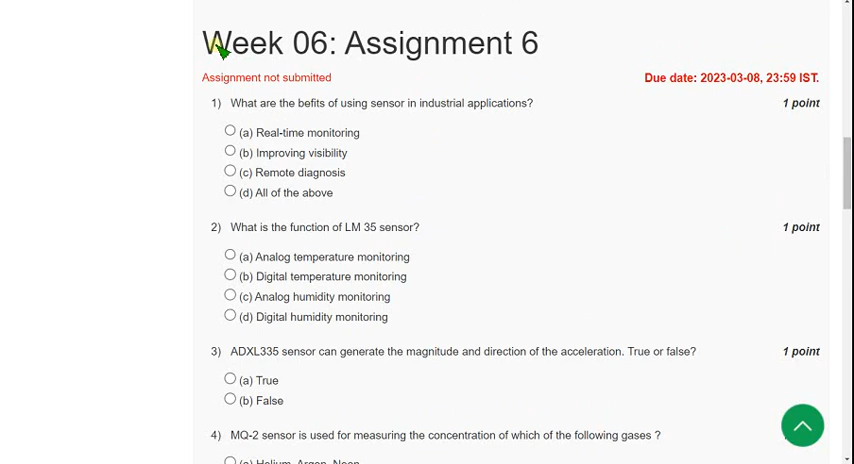 Week 06: Assignment 6
Assignment not submitted Due date: 2023-03-08, 23:59 IST.
1) What are the befits of using sensor in industrial applications? 1 point
(a) Real-time monitoring
(b) Improving visibility
(c) Remote diagnosis
(d) All of the above
2) What is the function of LM 35 sensor? 1 point
(a) Analog temperature monitoring
(b) Digital temperature monitoring
(c) Analog humidity monitoring
(d) Digital humidity monitoring
3) ADXL335 sensor can generate the magnitude and direction of the acceleration. True or false? 1 point
(a) True
(b) False
4) MQ-2 sensor is used for measuring the concentration of which of the following gases ?
(a) Helium, Argon, Neon